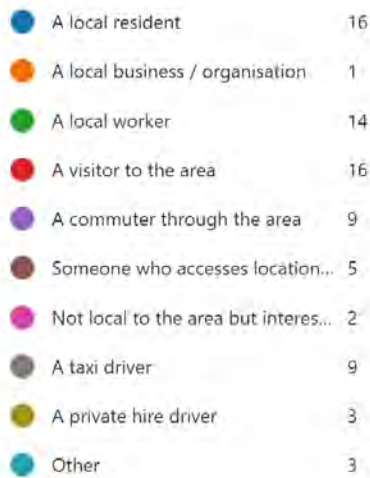 A local resident 16
A local business / organisation 1
A local worker 14
A visitor to the area 16
A commuter through the area 9
Someone who accesses location... 5
Not local to the area but interes... 2
A taxi driver 9
A private hire driver 3
Other 3